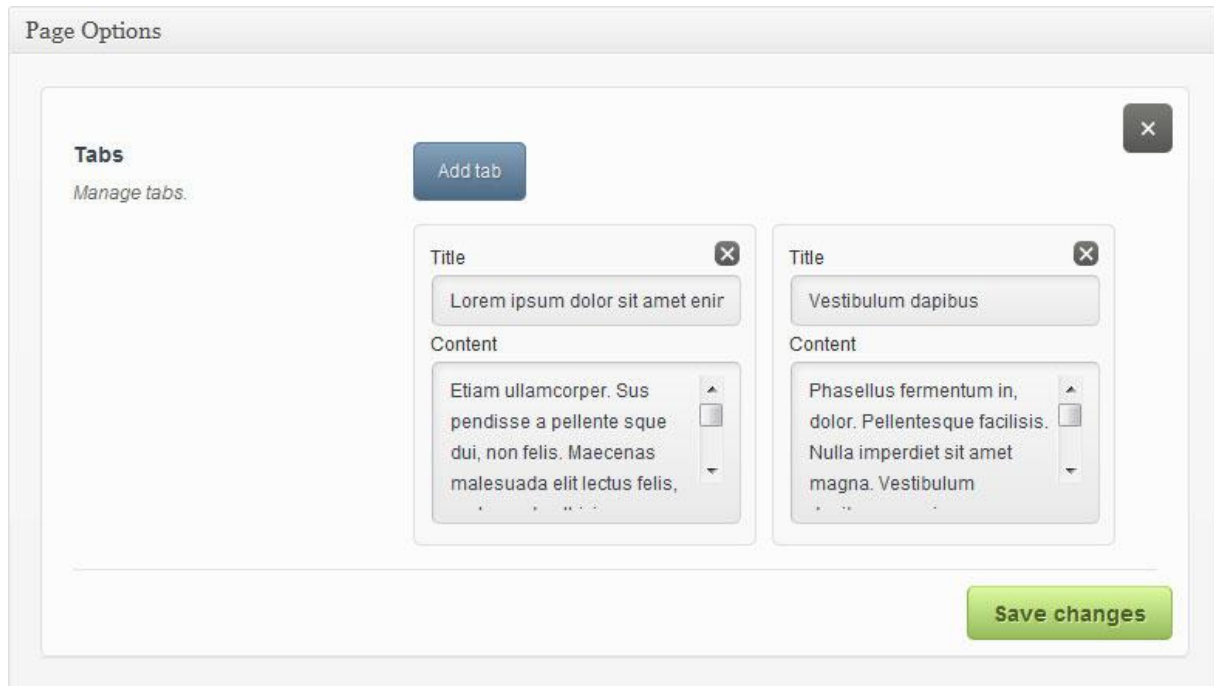 Page Options
Tabs
Manage tabs.
Add tab
Title
Lorem ipsum dolor sit amet enir
Content
Etiam ullamcorper. Sus
pendisse a pellente sque
dui, non felis. Maecenas
malesuada elit lectus felis,
Title
Vestibulum dapibus
Content
Phasellus fermentum in,
dolor. Pellentesque facilisis.
Nulla imperdiet sit amet
magna. Vestibulum
Save changes